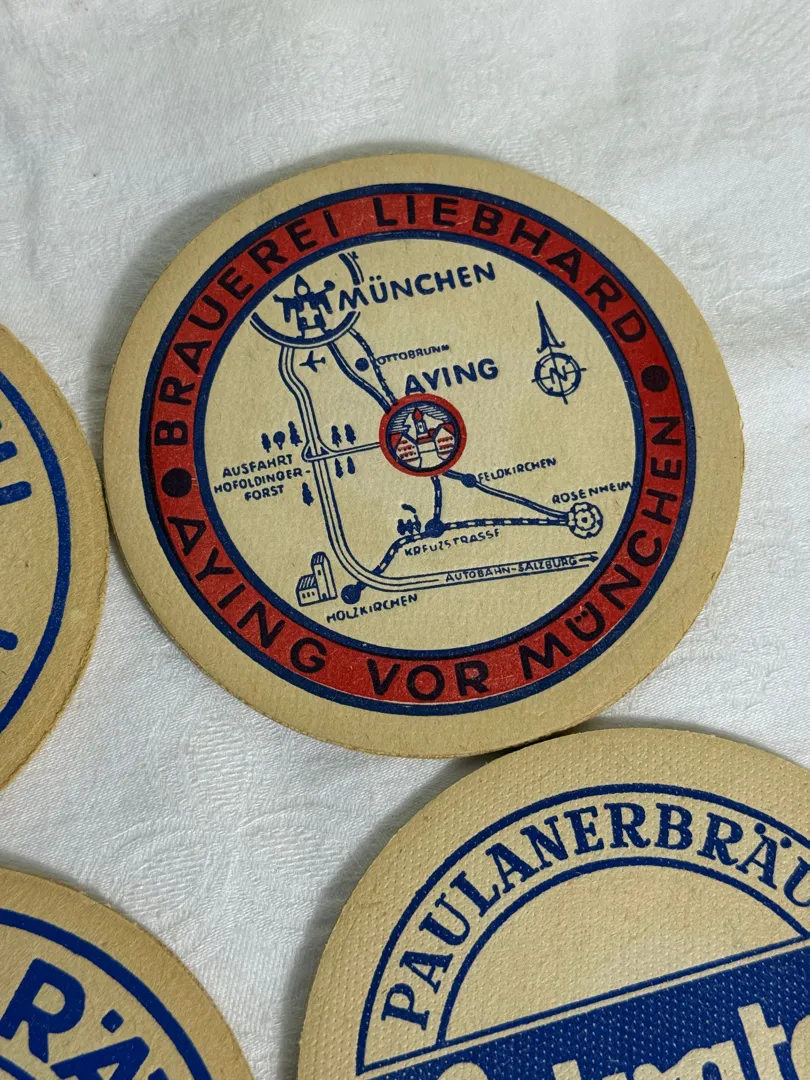 BRAUEREI LIEBHARD
MÜNCHEN
OTTOBRUNN
AYING
N
AUSFAHRT
HOFOLDINGER-
FORST
FELDKIRCHEN
ROSENHEIM
KREUZSTRASSE
AUTOBAHN-SALZBURG
HOLZKIRCHEN
AYING VOR MÜNCHEN
PAULANERBRÄU